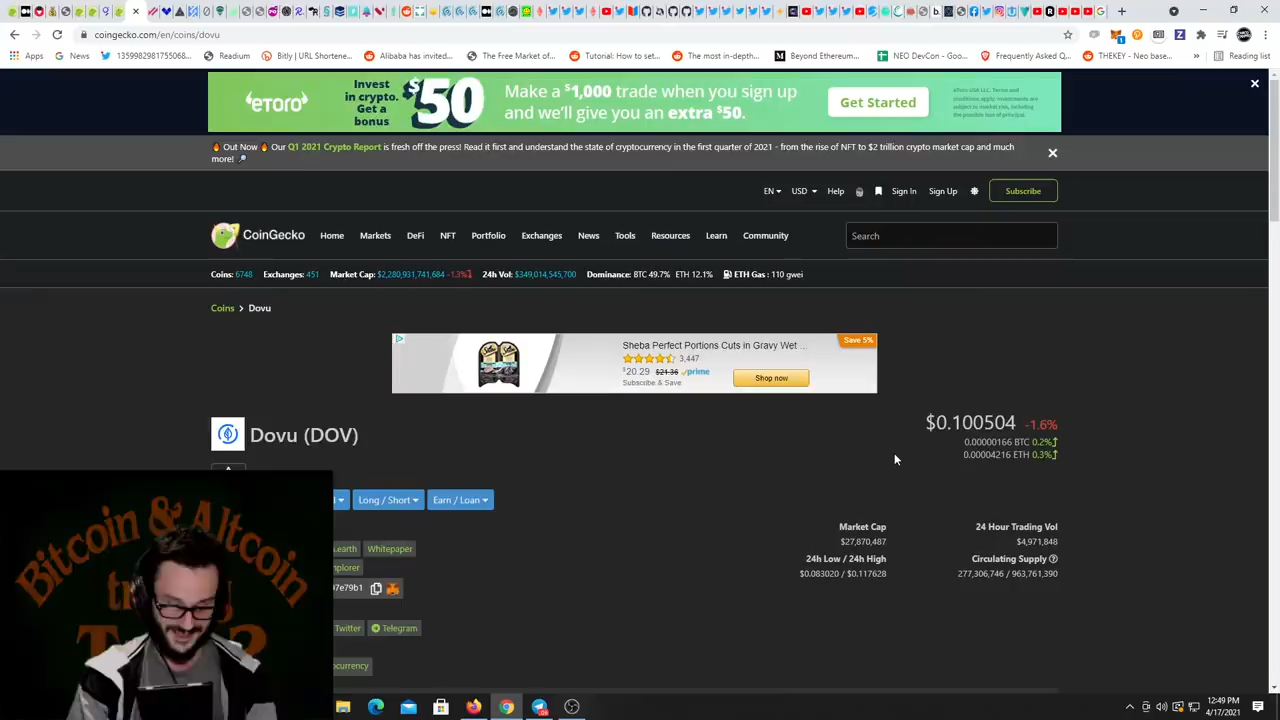 coingecko.com/en/coins/dovu
Apps
News
1359982981755068...
Readium
Bitly | URL Shortene...
Alibaba has invited...
The Free Market of...
Tutorial: How to set...
The most in-depth...
Beyond Ethereum...
NEO DevCon - Goo...
Frequently Asked Q...
THEKEY - Neo base...
Reading list
eToro
Invest in crypto. Get a bonus
$50
Make a $1,000 trade when you sign up
and we'll give you an extra $50.
Get Started
🔥 Out Now 🔥 Our Q1 2021 Crypto Report is fresh off the press! Read it first and understand the state of cryptocurrency in the first quarter of 2021 - from the rise of NFT to $2 trillion crypto market cap and much
more! 🔎
EN USD Help Sign In Sign Up Subscribe
CoinGecko Home Markets DeFi NFT Portfolio Exchanges News Tools Resources Learn Community Search
Coins: 6748 Exchanges: 451 Market Cap: $2,280,931,741,684 -1.3% 24h Vol: $349,014,545,700 Dominance: BTC 49.7% ETH 12.1% ETH Gas : 110 gwei
Coins > Dovu
Sheba Perfect Portions Cuts in Gravy Wet ...
Save 5%
3,447
$20.29 $21.36 prime
Subscribe & Save
Shop now
Dovu (DOV)
$0.100504 -1.6%
0.00000166 BTC 0.2%
0.00004216 ETH 0.3%
Long / Short
Earn / Loan
Market Cap
$27,870,487
24 Hour Trading Vol
$4,971,848
24h Low / 24h High
$0.083020 / $0.117628
Circulating Supply
277,306,746 / 963,761,390
.earth
Whitepaper
plorer
7e79b1
Twitter
Telegram
ocurrency
Bitcoin & Altcoin
12:49 PM
4/17/2021